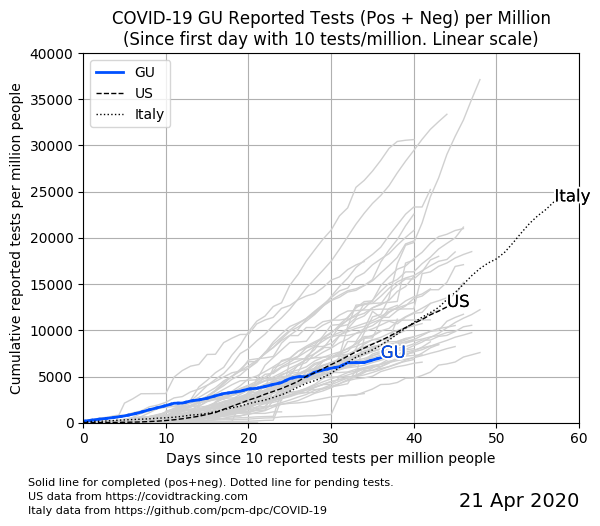 COVID-19 GU Reported Tests (Pos + Neg) per Million
(Since first day with 10 tests/million. Linear scale)
Cumulative reported tests per million people
40000
35000
30000
25000
20000
15000
10000
5000
0
GU
US
Italy
Italy
US
GU
0 10 20 30 40 50 60
Days since 10 reported tests per million people
Solid line for completed (pos+neg). Dotted line for pending tests.
US data from https://covidtracking.com
Italy data from https://github.com/pcm-dpc/COVID-19
21 Apr 2020